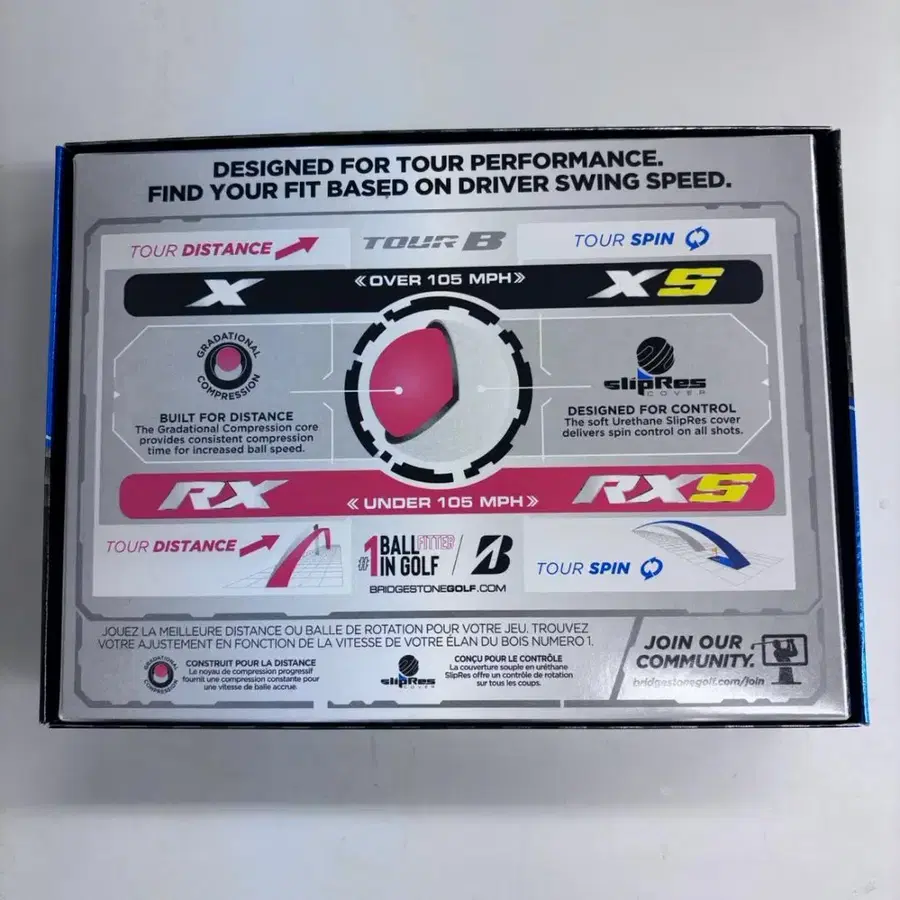 DESIGNED FOR TOUR PERFORMANCE.
FIND YOUR FIT BASED ON DRIVER SWING SPEED.
TOUR DISTANCE
TOUR B
TOUR SPIN
X
« OVER 105 MPH »
XS
GRADATIONAL
COMPRESSION
BUILT FOR DISTANCE
The Gradational Compression core
provides consistent compression
time for increased ball speed.
slipRes
COVER
DESIGNED FOR CONTROL
The soft Urethane SlipRes cover
delivers spin control on all shots.
RX
« UNDER 105 MPH »
RXS
TOUR DISTANCE
#1 BALL FITTER
IN GOLF
B
BRIDGESTONEGOLF.COM
TOUR SPIN
JOUEZ LA MEILLEURE DISTANCE OU BALLE DE ROTATION POUR VOTRE JEU. TROUVEZ
VOTRE AJUSTEMENT EN FONCTION DE LA VITESSE DE VOTRE ÉLAN DU BOIS NUMERO 1.
GRADATIONAL
COMPRESSION
CONSTRUIT POUR LA DISTANCE
Le noyau de compression progressif
fournit une compression constante pour
une vitesse de balle accrue.
slipRes
COVER
CONÇU POUR LE CONTRÔLE
La couverture souple en uréthane
SlipRes offre un contrôle de rotation
sur tous les coups.
JOIN OUR
COMMUNITY.
bridgestonegolf.com/join